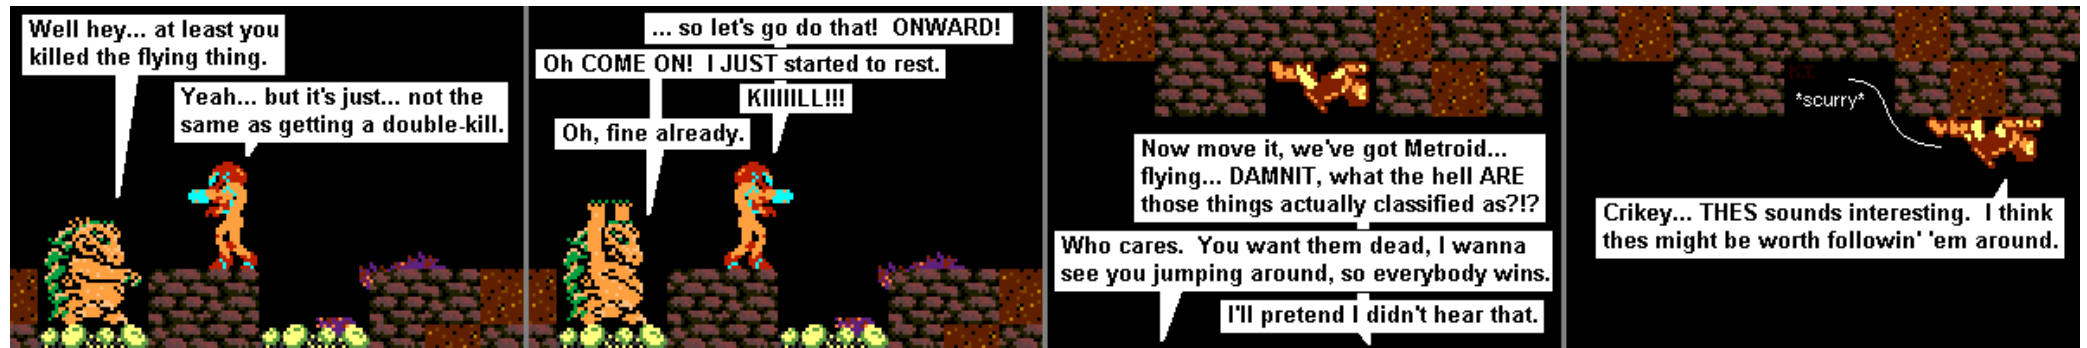 Well hey... at least you
killed the flying thing.
Yeah... but it's just... not the
same as getting a double-kill.
... so let's go do that!  ONWARD!
Oh COME ON!  I JUST started to rest.
KIIIIILL!!!
Oh, fine already.
Now move it, we've got Metroid...
flying... DAMNIT, what the hell ARE
those things actually classified as?!?
Who cares.  You want them dead, I wanna
see you jumping around, so everybody wins.
I'll pretend I didn't hear that.
*scurry*
Crikey... THES sounds interesting.  I think
thes might be worth followin' 'em around.